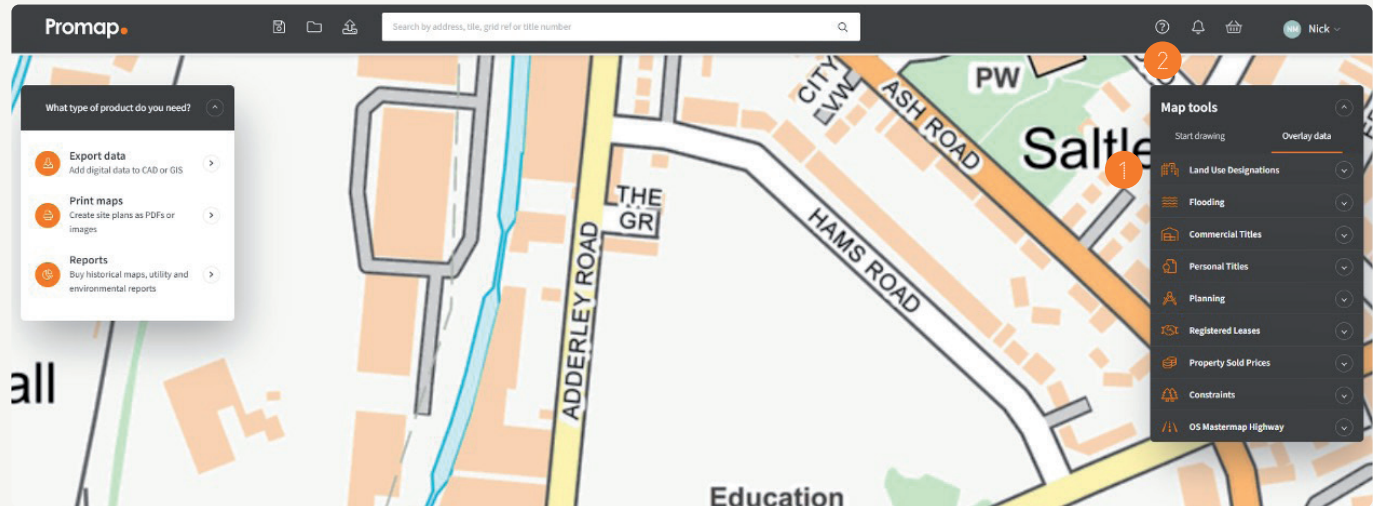 Promap.
Search by address, tile, grid ref or title number
NM
Nick
2
What type of product do you need?
Export data
Add digital data to CAD or GIS
Print maps
Create site plans as PDFs or
images
Reports
Buy historical maps, utility and
environmental reports
Map tools
Start drawing
Overlay data
1
Land Use Designations
Flooding
Commercial Titles
Personal Titles
Planning
Registered Leases
Property Sold Prices
Constraints
OS Mastermap Highway
CITY
VW
ASH ROAD
PW
Saltle
THE
GR
HAMS ROAD
ADDERLEY ROAD
all
Education